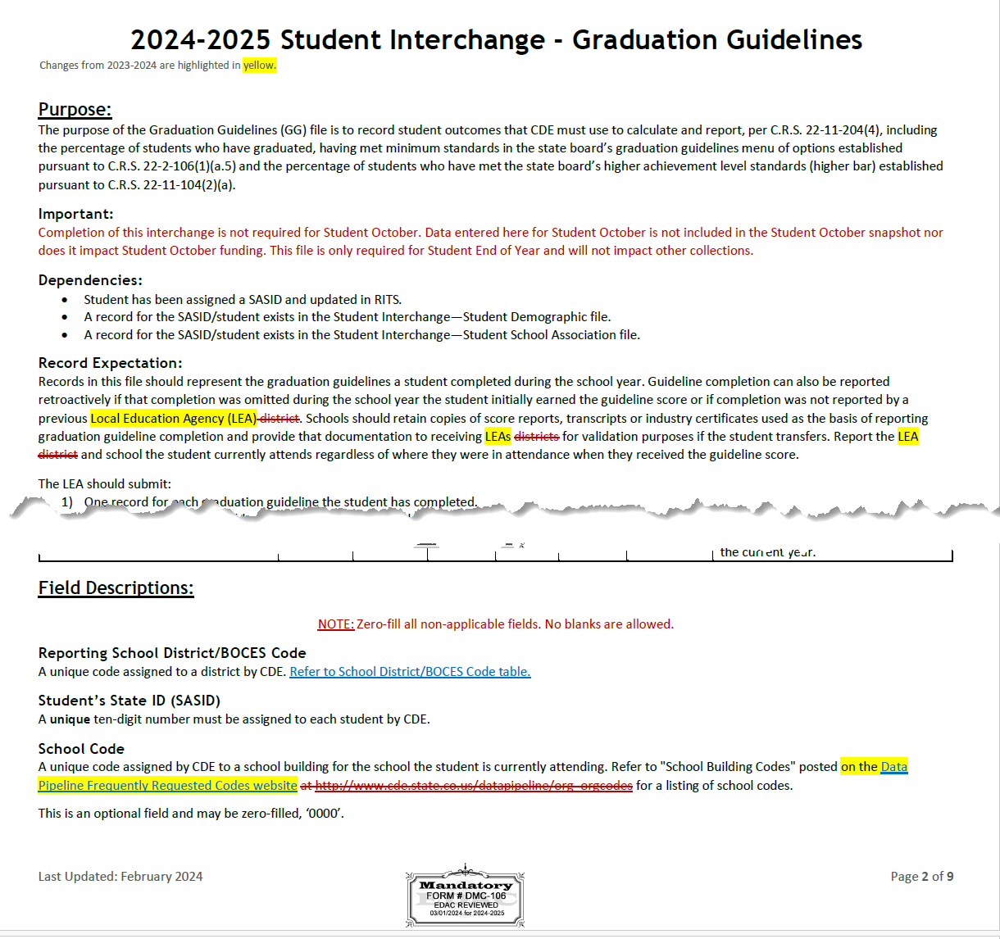 2024-2025 Student Interchange - Graduation Guidelines
Changes from 2023-2024 are highlighted in yellow.
Purpose:
The purpose of the Graduation Guidelines (GG) file is to record student outcomes that CDE must use to calculate and report, per C.R.S. 22-11-204(4), including
the percentage of students who have graduated, having met minimum standards in the state board's graduation guidelines menu of options established
pursuant to C.R.S. 22-2-106(1)(a.5) and the percentage of students who have met the state board's higher achievement level standards (higher bar) established
pursuant to C.R.S. 22-11-104(2)(a).
Important:
Completion of this interchange is not required for Student October. Data entered here for Student October is not included in the Student October snapshot nor
does it impact Student October funding. This file is only required for Student End of Year and will not impact other collections.
Dependencies:
• Student has been assigned a SASID and updated in RITS.
• A record for the SASID/student exists in the Student Interchange—Student Demographic file.
• A record for the SASID/student exists in the Student Interchange—Student School Association file.
Record Expectation:
Records in this file should represent the graduation guidelines a student completed during the school year. Guideline completion can also be reported
retroactively if that completion was omitted during the school year the student initially earned the guideline score or if completion was not reported by a
previous Local Education Agency (LEA) district. Schools should retain copies of score reports, transcripts or industry certificates used as the basis of reporting
graduation guideline completion and provide that documentation to receiving LEAs districts for validation purposes if the student transfers. Report the LEA
district and school the student currently attends regardless of where they were in attendance when they received the guideline score.
The LEA should submit:
1) One record for each graduation guideline the student has completed.
the current year.
Field Descriptions:
NOTE: Zero-fill all non-applicable fields. No blanks are allowed.
Reporting School District/BOCES Code
A unique code assigned to a district by CDE. Refer to School District/BOCES Code table.
Student's State ID (SASID)
A unique ten-digit number must be assigned to each student by CDE.
School Code
A unique code assigned by CDE to a school building for the school the student is currently attending. Refer to "School Building Codes" posted on the Data
Pipeline Frequently Requested Codes website at http://www.cde.state.co.us/datapipeline/org_orgcodes for a listing of school codes.
This is an optional field and may be zero-filled, '0000'.
Last Updated: February 2024
Mandatory
FORM # DMC-106
EDAC REVIEWED
03/01/2024 for 2024-2025
Page 2 of 9